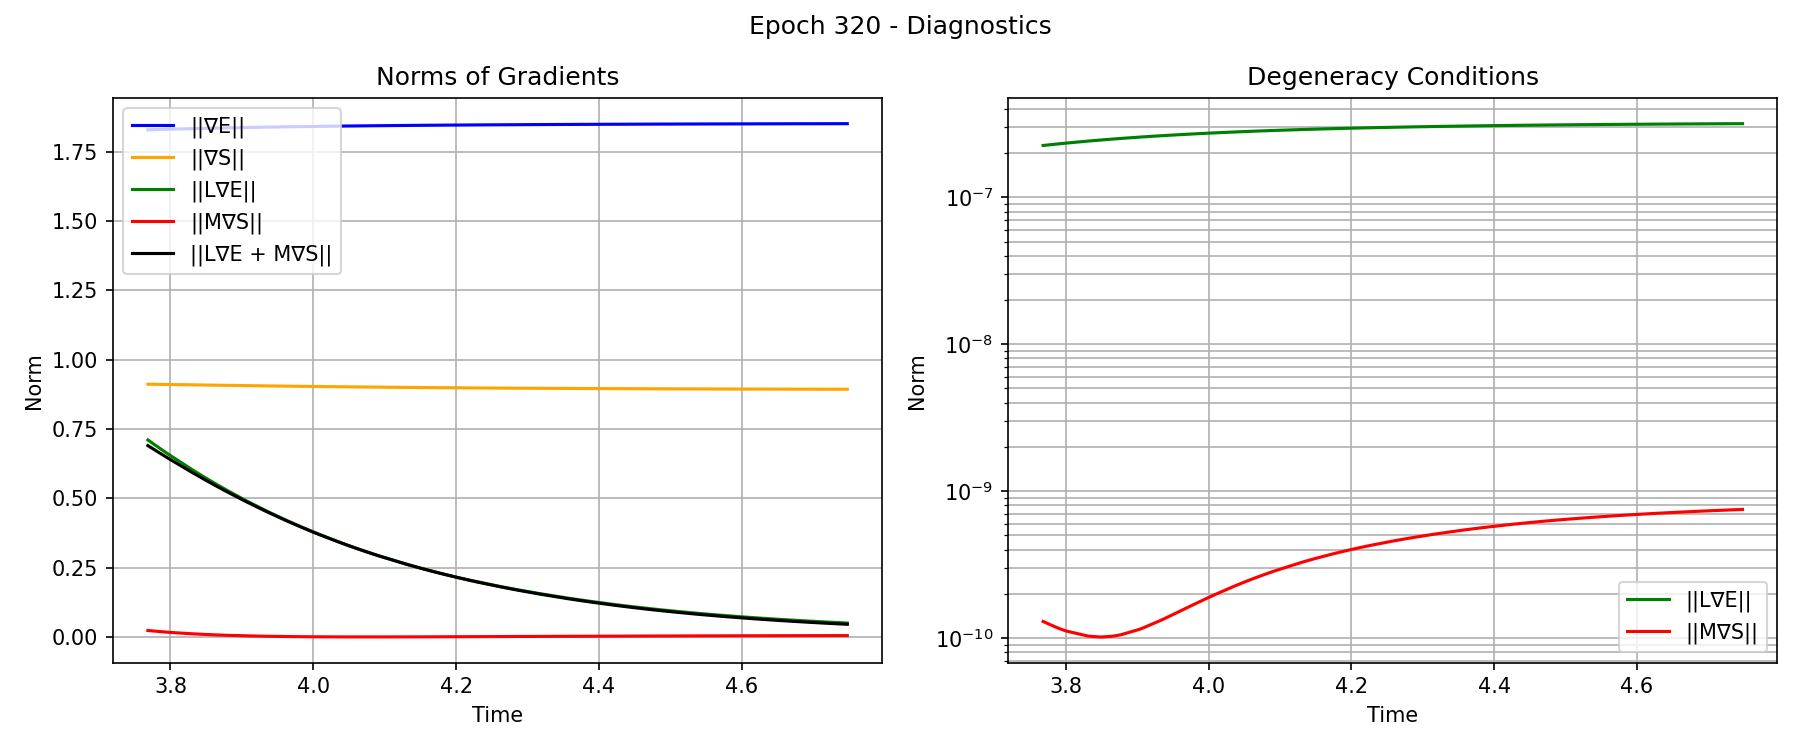 Epoch 320 - Diagnostics
Norms of Gradients
||∇E||
||∇S||
||L∇E||
||M∇S||
||L∇E + M∇S||
1.75
1.50
1.25
1.00
0.75
0.50
0.25
0.00
Norm
3.8 4.0 4.2 4.4 4.6
Time
Degeneracy Conditions
10⁻⁷
10⁻⁸
10⁻⁹
10⁻¹⁰
Norm
||L∇E||
||M∇S||
3.8 4.0 4.2 4.4 4.6
Time